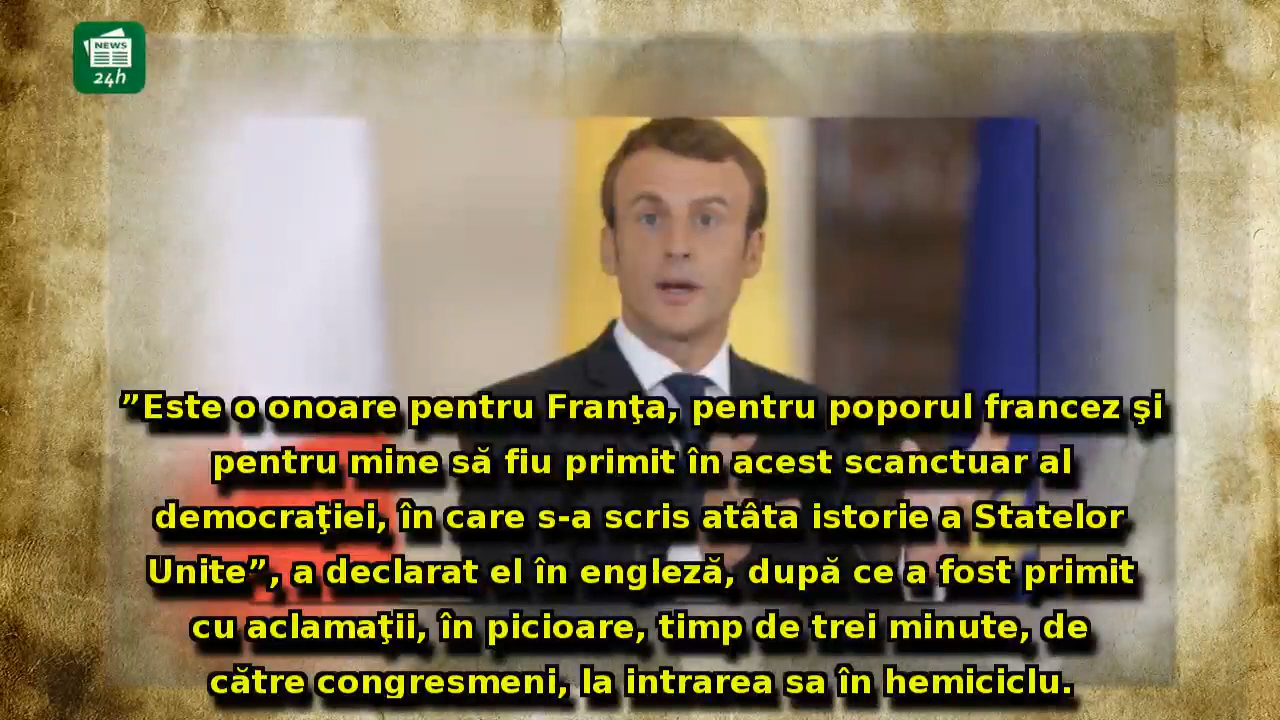 NEWS
24h
”Este o onoare pentru Franţa, pentru poporul francez şi
pentru mine să fiu primit în acest scanctuar al
democraţiei, în care s-a scris atâta istorie a Statelor
Unite”, a declarat el în engleză, după ce a fost primit
cu aclamaţii, în picioare, timp de trei minute, de
către congresmeni, la intrarea sa în hemiciclu.